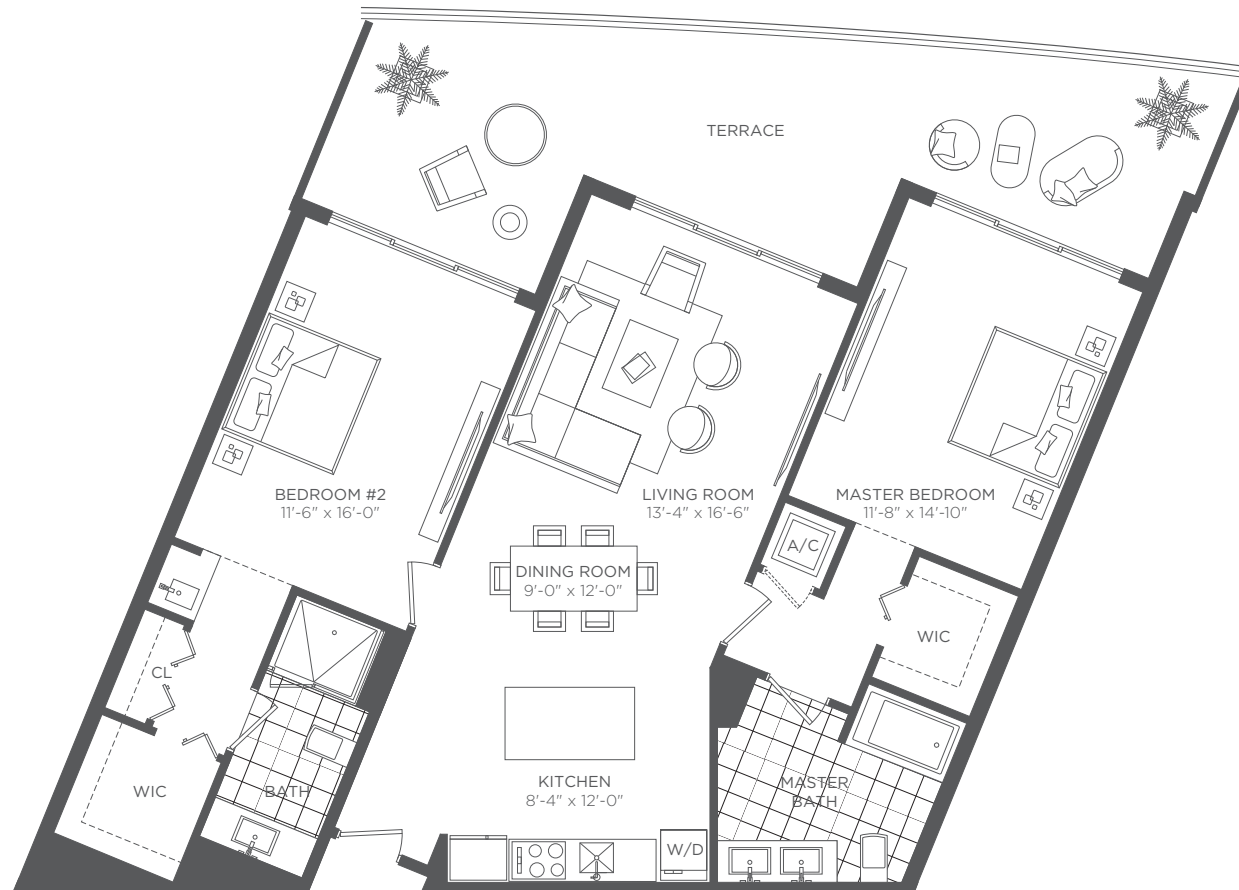 TERRACE
BEDROOM #2
11'-6" x 16'-0"
LIVING ROOM
13'-4" x 16'-6"
MASTER BEDROOM
11'-8" x 14'-10"
A/C
DINING ROOM
9'-0" x 12'-0"
WIC
CL
KITCHEN
8'-4" x 12'-0"
WIC
BATH
MASTER
BATH
W/D